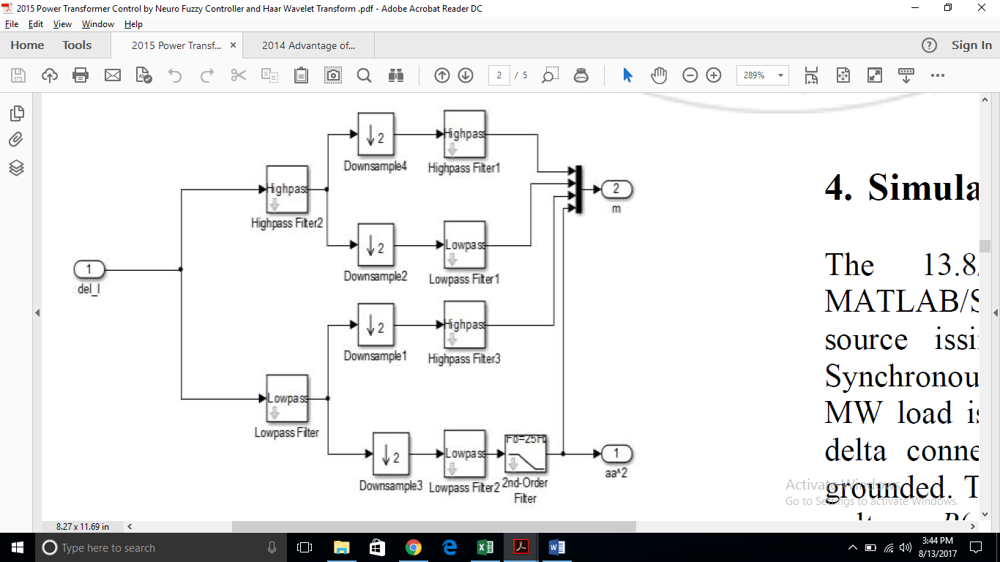 2015 Power Transformer Control by Neuro Fuzzy Controller and Haar Wavelet Transform .pdf - Adobe Acrobat Reader DC
File Edit View Window Help
Home Tools 2015 Power Transf... × 2014 Advantage of... Sign In
2 / 5 289%
↓ 2
Downsample4
Highpass
Highpass Filter1
Highpass
Highpass Filter2
2
m
↓ 2
Downsample2
Lowpass
Lowpass Filter1
1
del_I
↓ 2
Downsample1
Highpass
Highpass Filter3
Lowpass
Lowpass Filter
↓ 2
Downsample3
Lowpass
Lowpass Filter2
Fo=25Hz
2nd-Order
Filter
1
aa*2
4. Simula
The 13.8/
MATLAB/S
source issi
Synchronou
MW load is
delta conne
grounded. T
Activate Windows
Go to Settings to activate Windows.
8.27 x 11.69 in
Type here to search
3:44 PM
8/13/2017